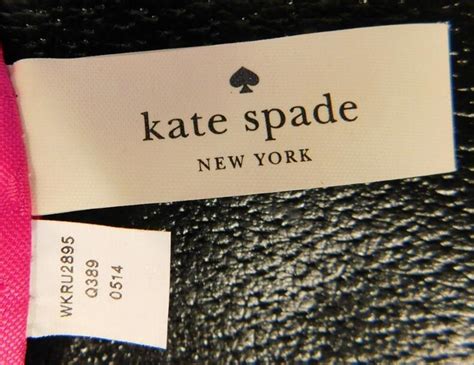 kate spade
NEW YORK
WKRU2895
Q389
0514